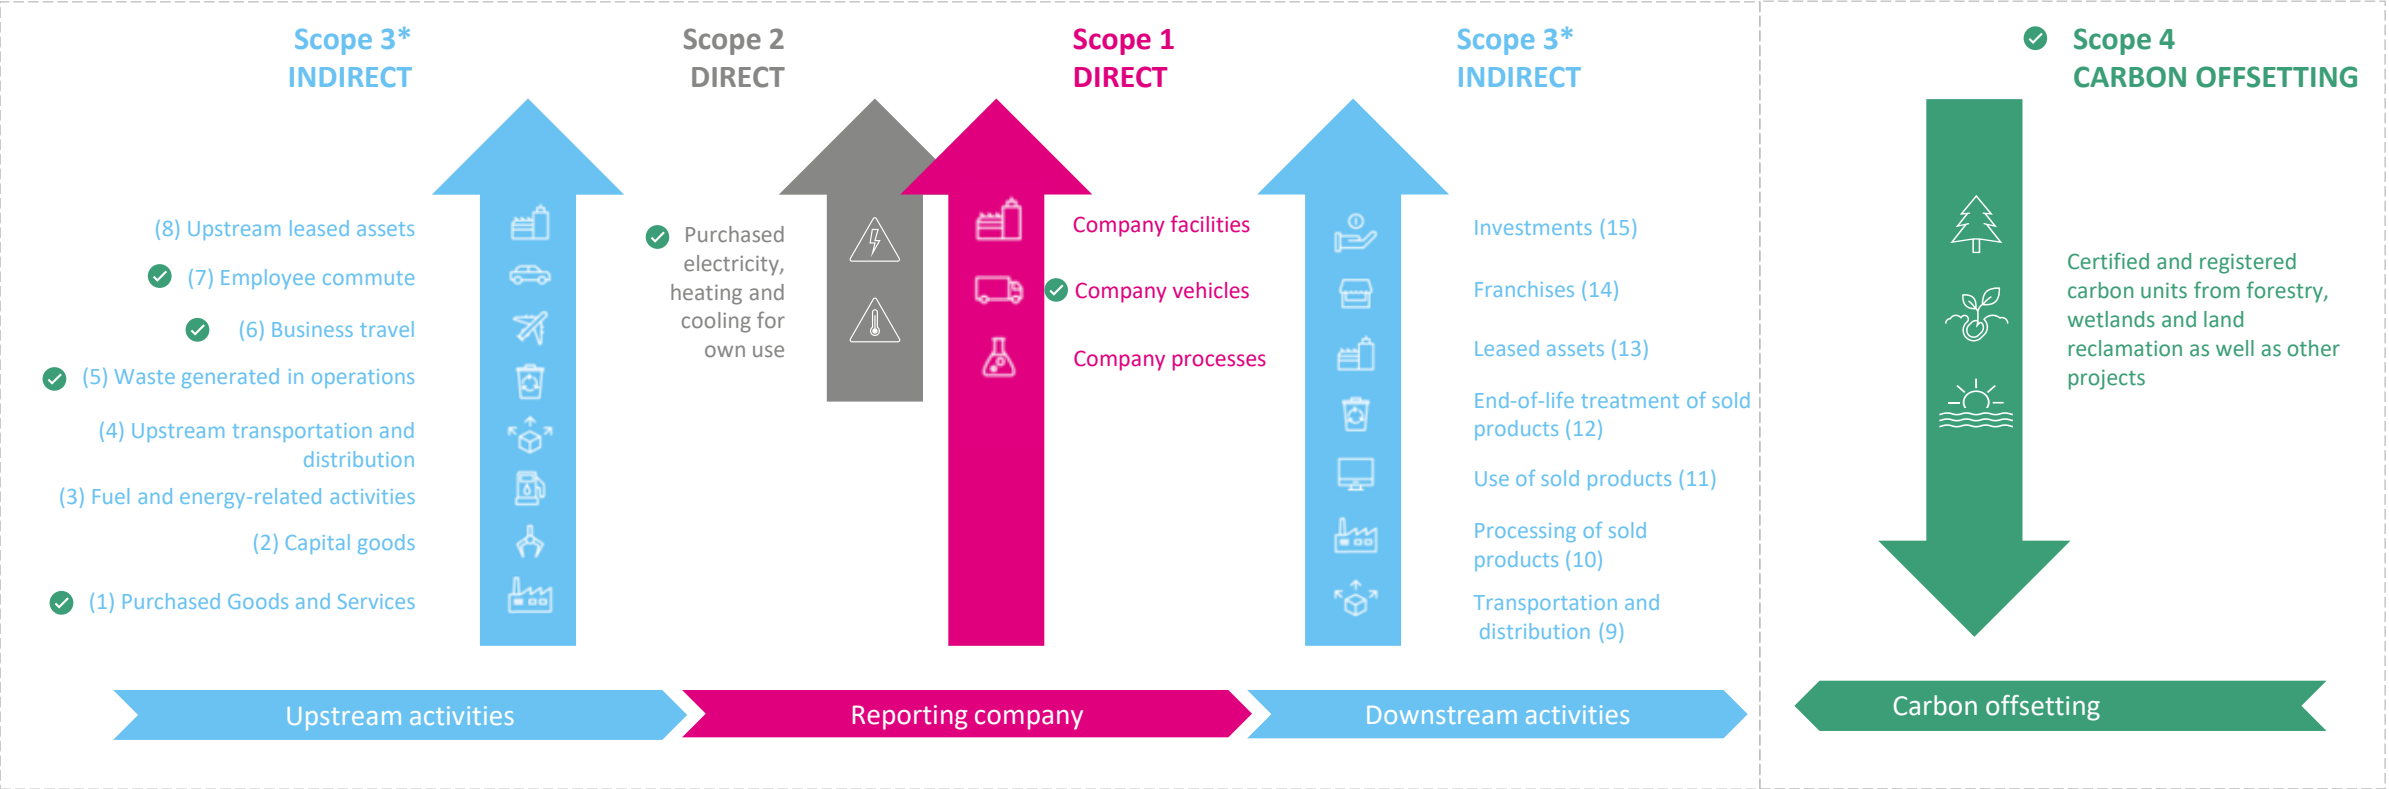 Scope 3*
INDIRECT
(8) Upstream leased assets
(7) Employee commute
(6) Business travel
(5) Waste generated in operations
(4) Upstream transportation and
distribution
(3) Fuel and energy-related activities
(2) Capital goods
(1) Purchased Goods and Services
Scope 2
DIRECT
Purchased
electricity,
heating and
cooling for
own use
Scope 1
DIRECT
Company facilities
Company vehicles
Company processes
Scope 3*
INDIRECT
Investments (15)
Franchises (14)
Leased assets (13)
End-of-life treatment of sold
products (12)
Use of sold products (11)
Processing of sold
products (10)
Transportation and
distribution (9)
Scope 4
CARBON OFFSETTING
Certified and registered
carbon units from forestry,
wetlands and land
reclamation as well as other
projects
Upstream activities
Reporting company
Downstream activities
Carbon offsetting